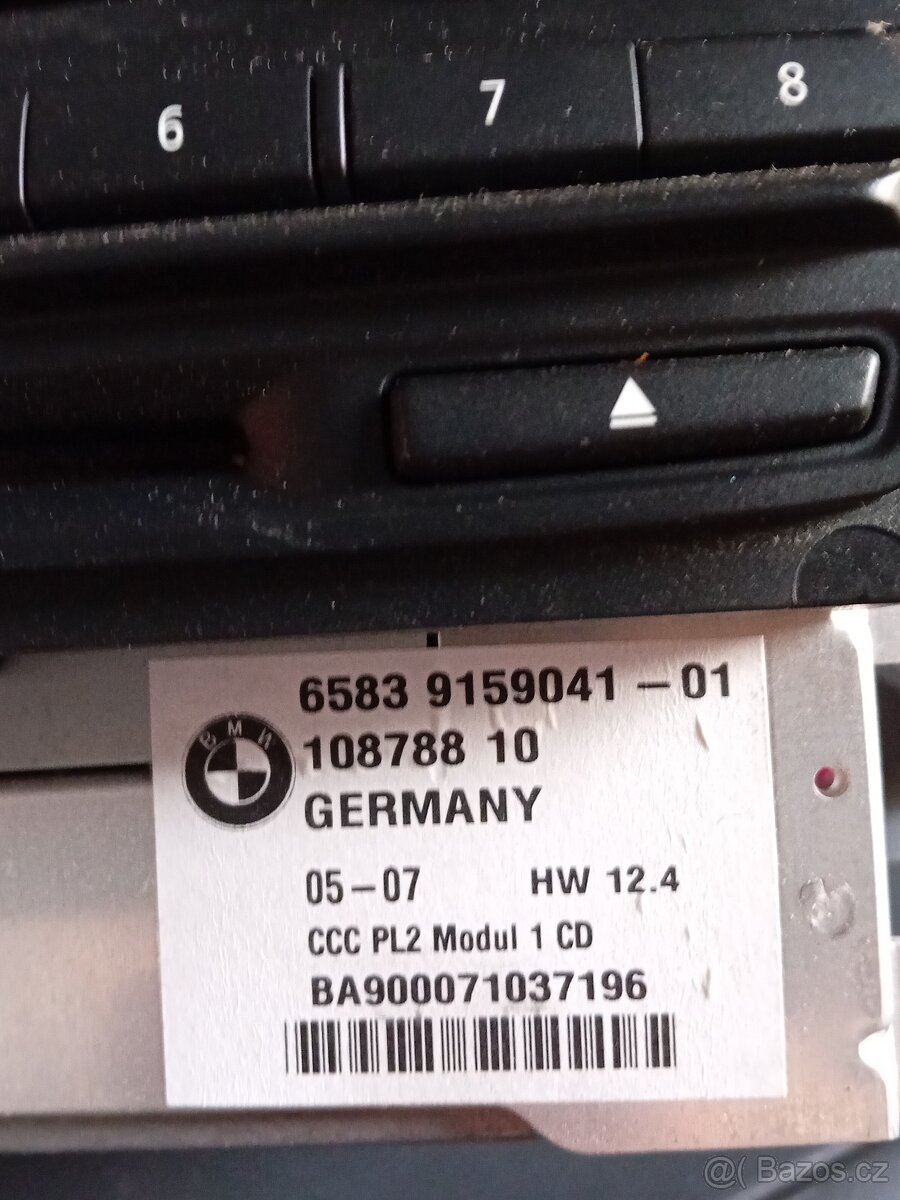 6 7 8
6583 9159041-01
BMW
108788 10
GERMANY
05-07 HW 12.4
CCC PL2 Modul 1 CD
BA900071037196
@( Bazos.cz